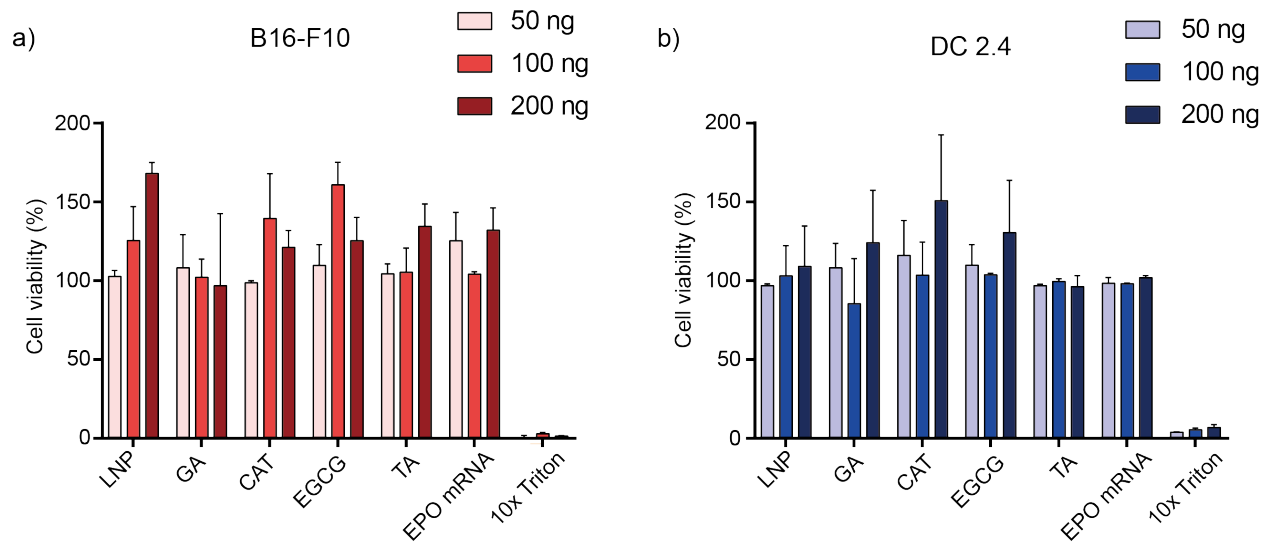 a)
B16-F10
50 ng
100 ng
200 ng
Cell viability (%)
200
150
100
50
0
LNP
GA
CAT
EGCG
TA
EPO mRNA
10x Triton
b)
DC 2.4
50 ng
100 ng
200 ng
Cell viability (%)
200
150
100
50
0
LNP
GA
CAT
EGCG
TA
EPO mRNA
10x Triton